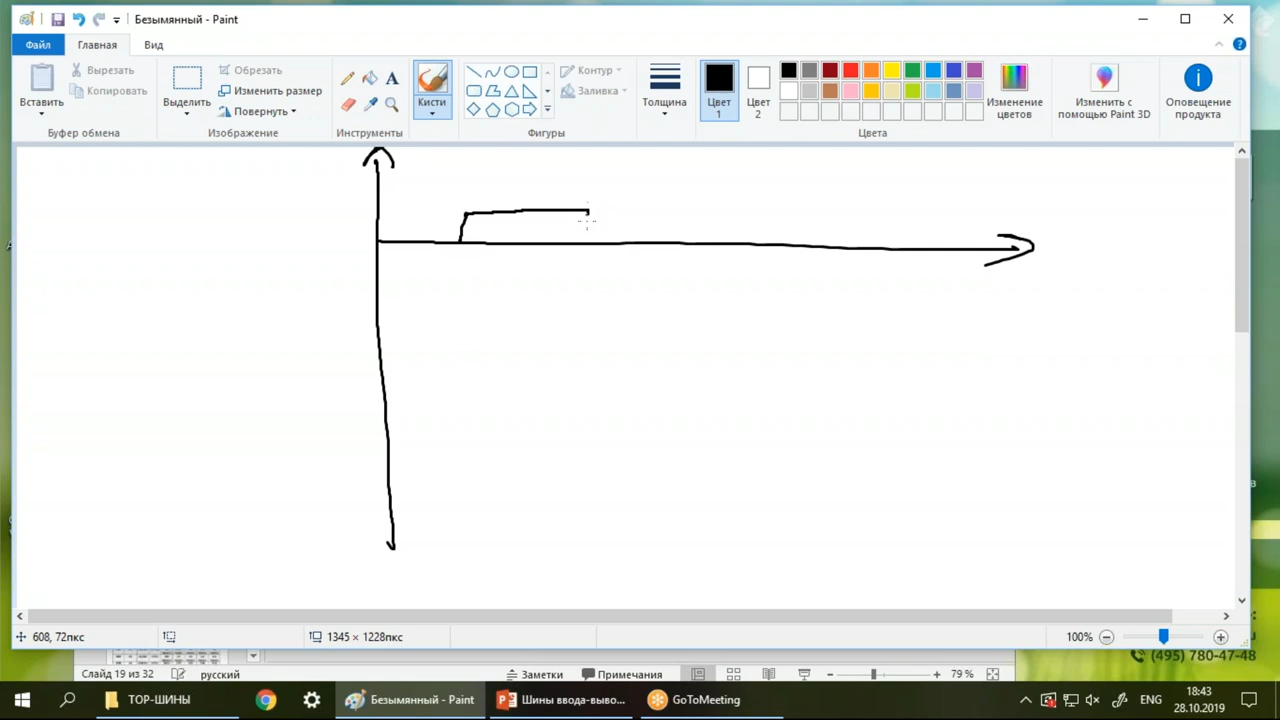 Безымянный - Paint
Файл Главная Вид
Вставить
Вырезать
Копировать
Буфер обмена
Выделить
Обрезать
Изменить размер
Повернуть
Изображение
Инструменты
Кисти
Контур
Заливка
Фигуры
Толщина
Цвет 1
Цвет 2
Изменение цветов
Цвета
Изменить с помощью Paint 3D
Оповещение продукта
608, 72пкс
1345 × 1228пкс
100%
(495) 780-47-48
Слайд 19 из 32 русский Заметки Примечания 79 %
ТОР-ШИНЫ Безымянный - Paint Шины ввода-выво... GoToMeeting ENG 18:43
28.10.2019